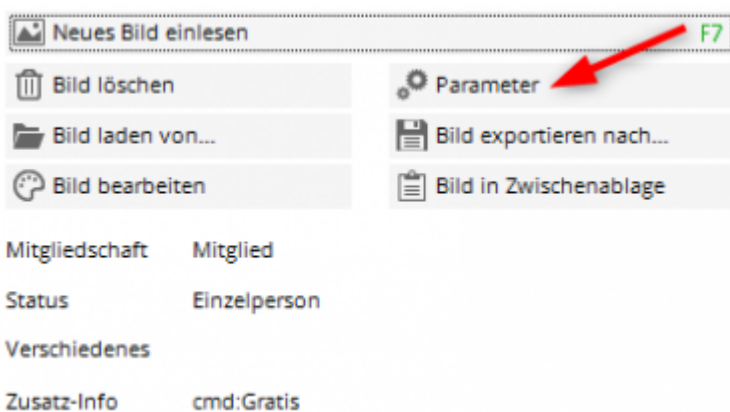 Neues Bild einlesen F7
Bild löschen Parameter
Bild laden von... Bild exportieren nach...
Bild bearbeiten Bild in Zwischenablage
Mitgliedschaft Mitglied
Status Einzelperson
Verschiedenes
Zusatz-Info cmd:Gratis